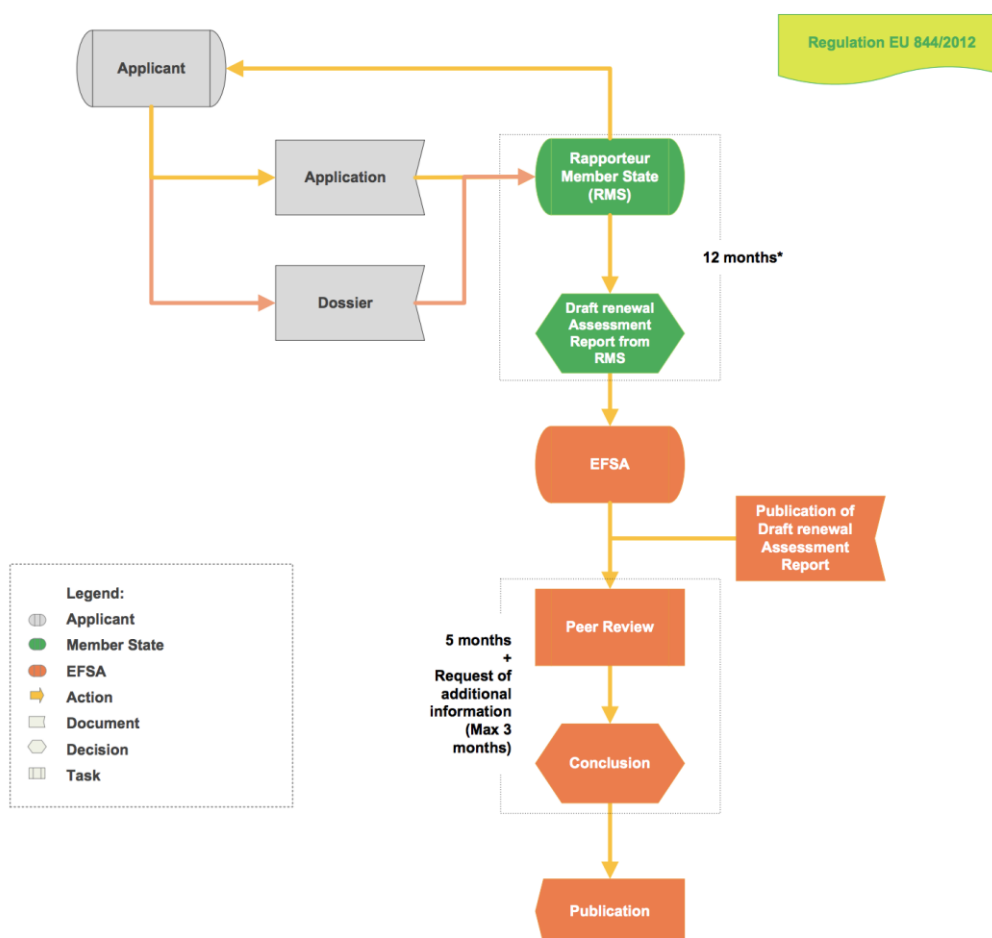 Regulation EU 844/2012
Applicant
Application
Dossier
Rapporteur
Member State
(RMS)
12 months*
Draft renewal
Assessment
Report from
RMS
EFSA
Publication of
Draft renewal
Assessment
Report
Peer Review
5 months
+
Request of
additional
information
(Max 3
months)
Conclusion
Publication
Legend:
Applicant
Member State
EFSA
Action
Document
Decision
Task